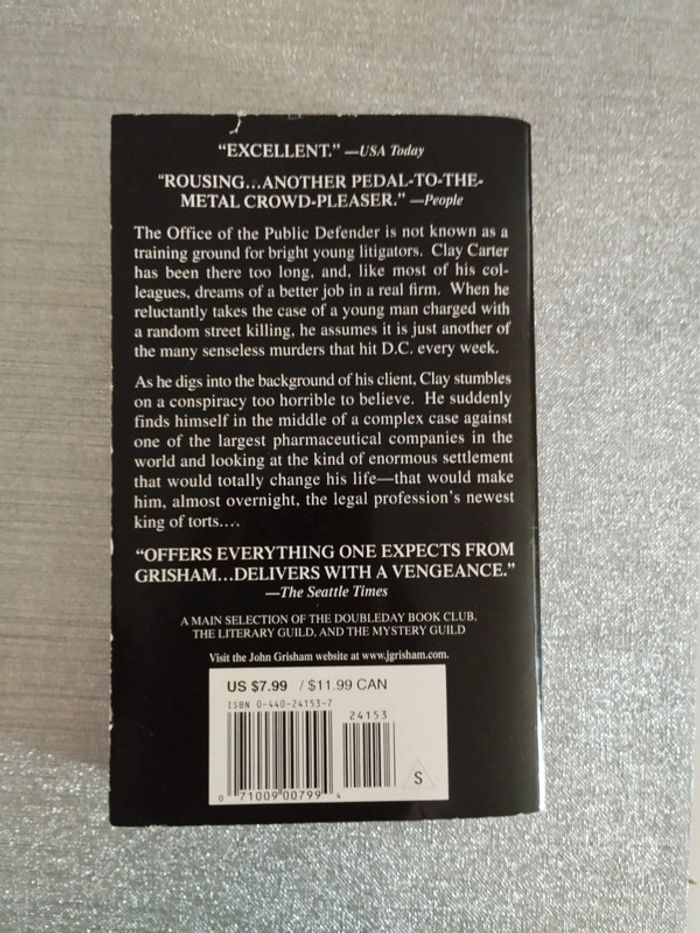 “EXCELLENT.” —USA Today
“ROUSING...ANOTHER PEDAL-TO-THE-
METAL CROWD-PLEASER.” —People
The Office of the Public Defender is not known as a
training ground for bright young litigators. Clay Carter
has been there too long, and, like most of his col-
leagues, dreams of a better job in a real firm. When he
reluctantly takes the case of a young man charged with
a random street killing, he assumes it is just another of
the many senseless murders that hit D.C. every week.
As he digs into the background of his client, Clay stumbles
on a conspiracy too horrible to believe. He suddenly
finds himself in the middle of a complex case against
one of the largest pharmaceutical companies in the
world and looking at the kind of enormous settlement
that would totally change his life—that would make
him, almost overnight, the legal profession’s newest
king of torts....
“OFFERS EVERYTHING ONE EXPECTS FROM
GRISHAM...DELIVERS WITH A VENGEANCE.”
—The Seattle Times
A MAIN SELECTION OF THE DOUBLEDAY BOOK CLUB,
THE LITERARY GUILD, AND THE MYSTERY GUILD
Visit the John Grisham website at www.jgrisham.com.
US $7.99 / $11.99 CAN
ISBN 0-440-24153-7
24153
S
0 71009 00799 4